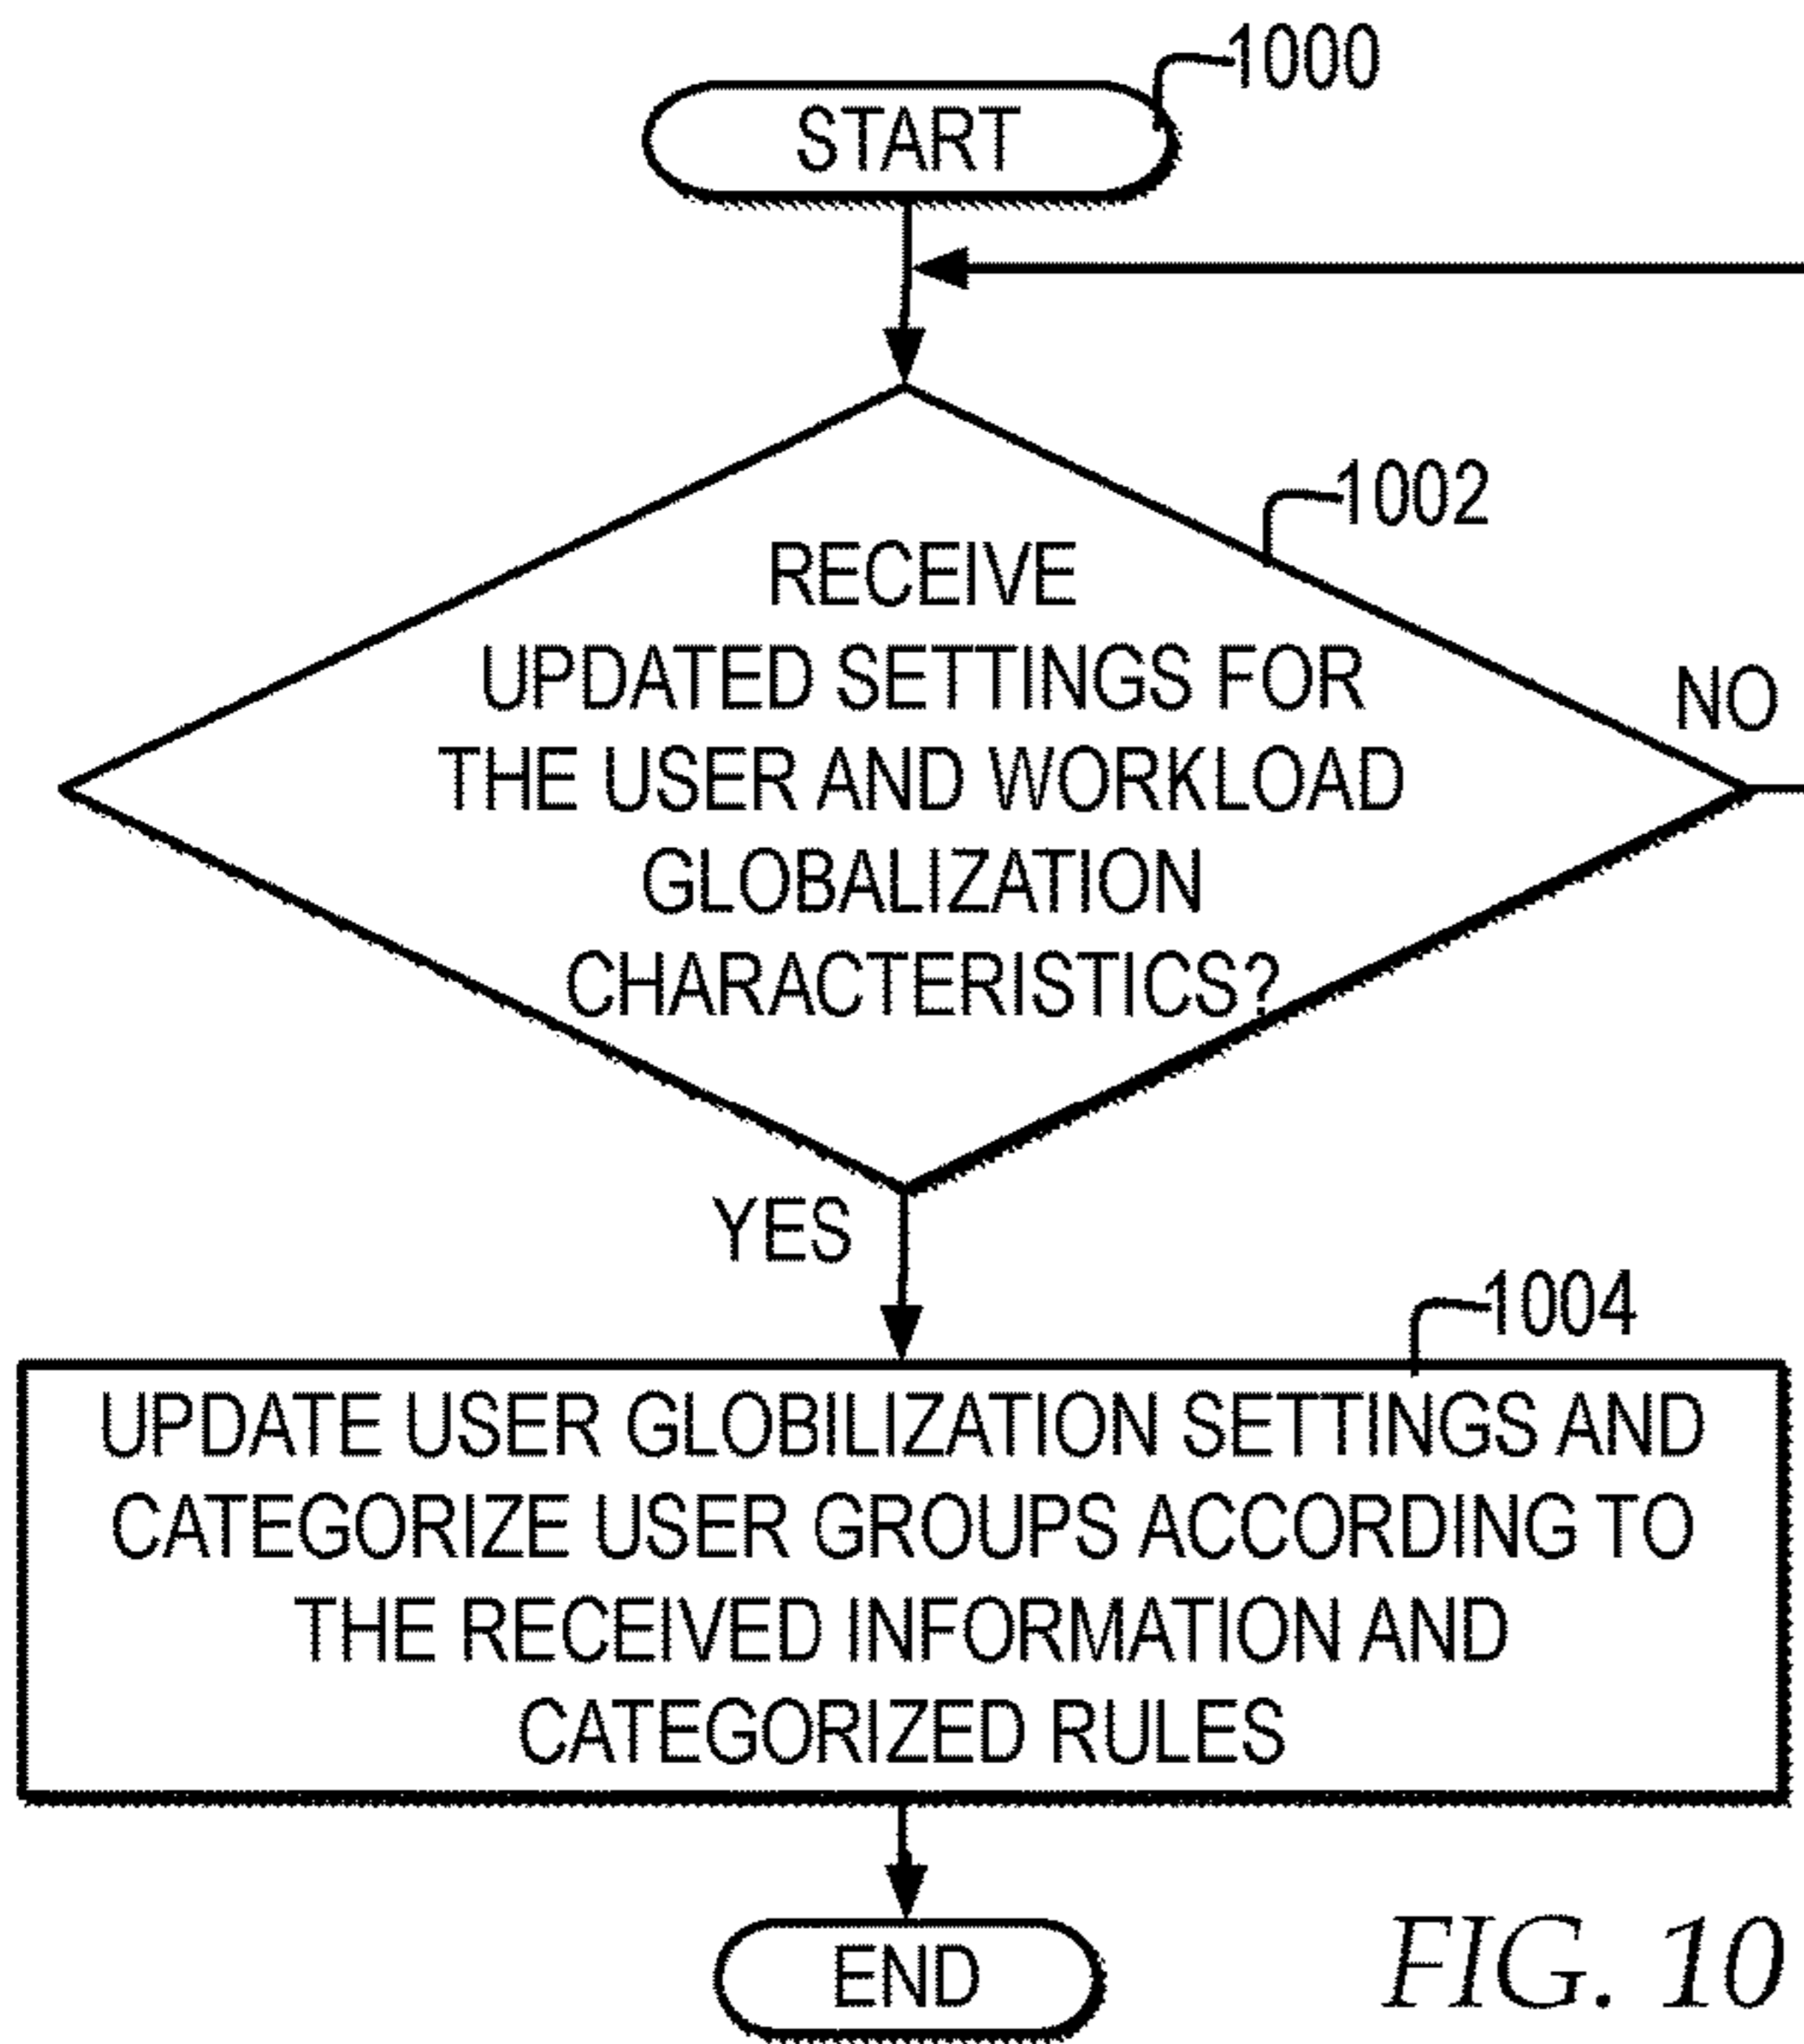 1000
START
1002
RECEIVE
UPDATED SETTINGS FOR
THE USER AND WORKLOAD
GLOBALIZATION
CHARACTERISTICS?
NO
YES
1004
UPDATE USER GLOBILIZATION SETTINGS AND
CATEGORIZE USER GROUPS ACCORDING TO
THE RECEIVED INFORMATION AND
CATEGORIZED RULES
END
FIG. 10